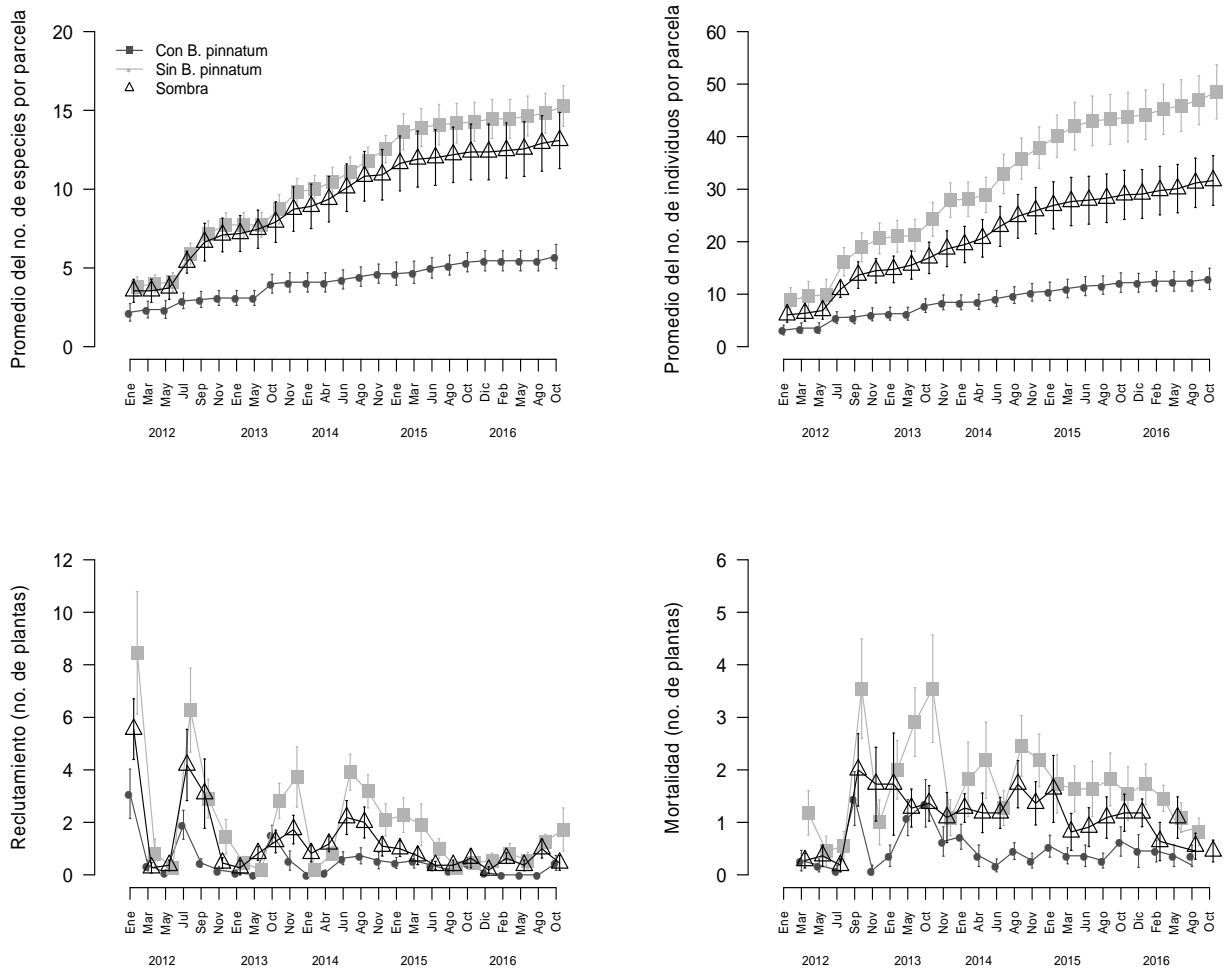 Promedio del no. de especies por parcela
20
15
10
5
0
Con B. pinnatum
Sin B. pinnatum
Sombra
Ene Mar May Jul Sep Nov Ene May Oct Nov Ene Abr Jun Ago Nov Ene Mar Jun Ago Oct Dic Feb May Ago Oct
2012 2013 2014 2015 2016
Promedio del no. de individuos por parcela
60
50
40
30
20
10
0
Ene Mar May Jul Sep Nov Ene May Oct Nov Ene Abr Jun Ago Nov Ene Mar Jun Ago Oct Dic Feb May Ago Oct
2012 2013 2014 2015 2016
Reclutamiento (no. de plantas)
12
10
8
6
4
2
0
Ene Mar May Jul Sep Nov Ene May Oct Nov Ene Abr Jun Ago Nov Ene Mar Jun Ago Oct Dic Feb May Ago Oct
2012 2013 2014 2015 2016
Mortalidad (no. de plantas)
6
5
4
3
2
1
0
Ene Mar May Jul Sep Nov Ene May Oct Nov Ene Abr Jun Ago Nov Ene Mar Jun Ago Oct Dic Feb May Ago Oct
2012 2013 2014 2015 2016